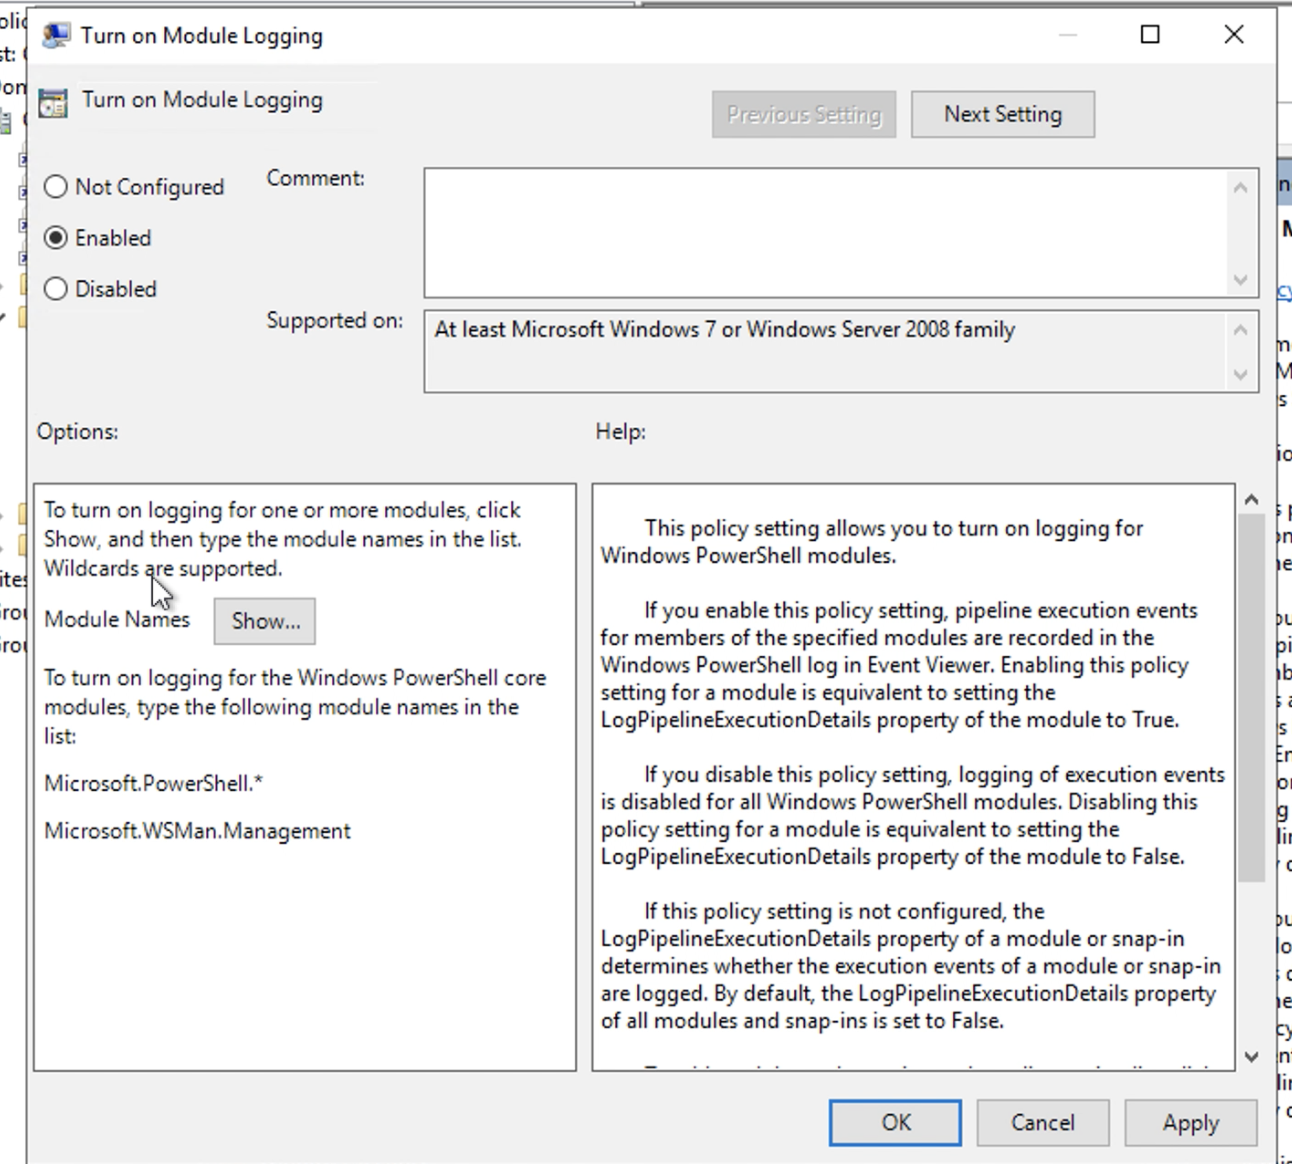 Turn on Module Logging
Turn on Module Logging
Previous Setting
Next Setting
Not Configured
Enabled
Disabled
Comment:
Supported on:
At least Microsoft Windows 7 or Windows Server 2008 family
Options:
Help:
To turn on logging for one or more modules, click
Show, and then type the module names in the list.
Wildcards are supported.
Module Names
Show...
To turn on logging for the Windows PowerShell core
modules, type the following module names in the
list:
Microsoft.PowerShell.*
Microsoft.WSMan.Management
This policy setting allows you to turn on logging for
Windows PowerShell modules.
If you enable this policy setting, pipeline execution events
for members of the specified modules are recorded in the
Windows PowerShell log in Event Viewer. Enabling this policy
setting for a module is equivalent to setting the
LogPipelineExecutionDetails property of the module to True.
If you disable this policy setting, logging of execution events
is disabled for all Windows PowerShell modules. Disabling this
policy setting for a module is equivalent to setting the
LogPipelineExecutionDetails property of the module to False.
If this policy setting is not configured, the
LogPipelineExecutionDetails property of a module or snap-in
determines whether the execution events of a module or snap-in
are logged. By default, the LogPipelineExecutionDetails property
of all modules and snap-ins is set to False.
OK
Cancel
Apply